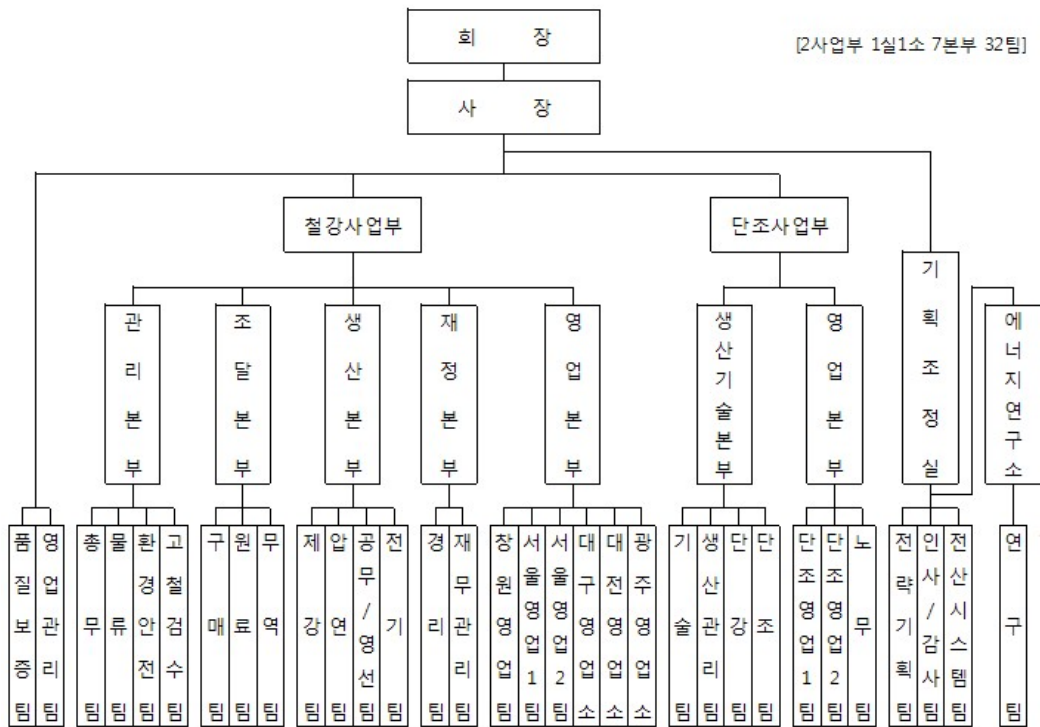 회 장
[2사업부 1실1소 7본부 32팀]
사 장
철강사업부
단조사업부
기획조정실
에너지연구소
관리본부
조달본부
생산본부
재정본부
영업본부
생산기술본부
영업본부
품질보증팀
영업관리팀
총무팀
물류팀
환경안전팀
고철검수팀
구매팀
원료팀
무역팀
제강팀
압연팀
공무/영선팀
전기팀
경리팀
재무관리팀
창원영업팀
서울영업1팀
서울영업2팀
대구영업소
대전영업소
광주영업소
기술팀
생산관리팀
단강팀
단조팀
단조영업1팀
단조영업2팀
노무팀
전략기획팀
인사/감사팀
전산시스템팀
연구팀